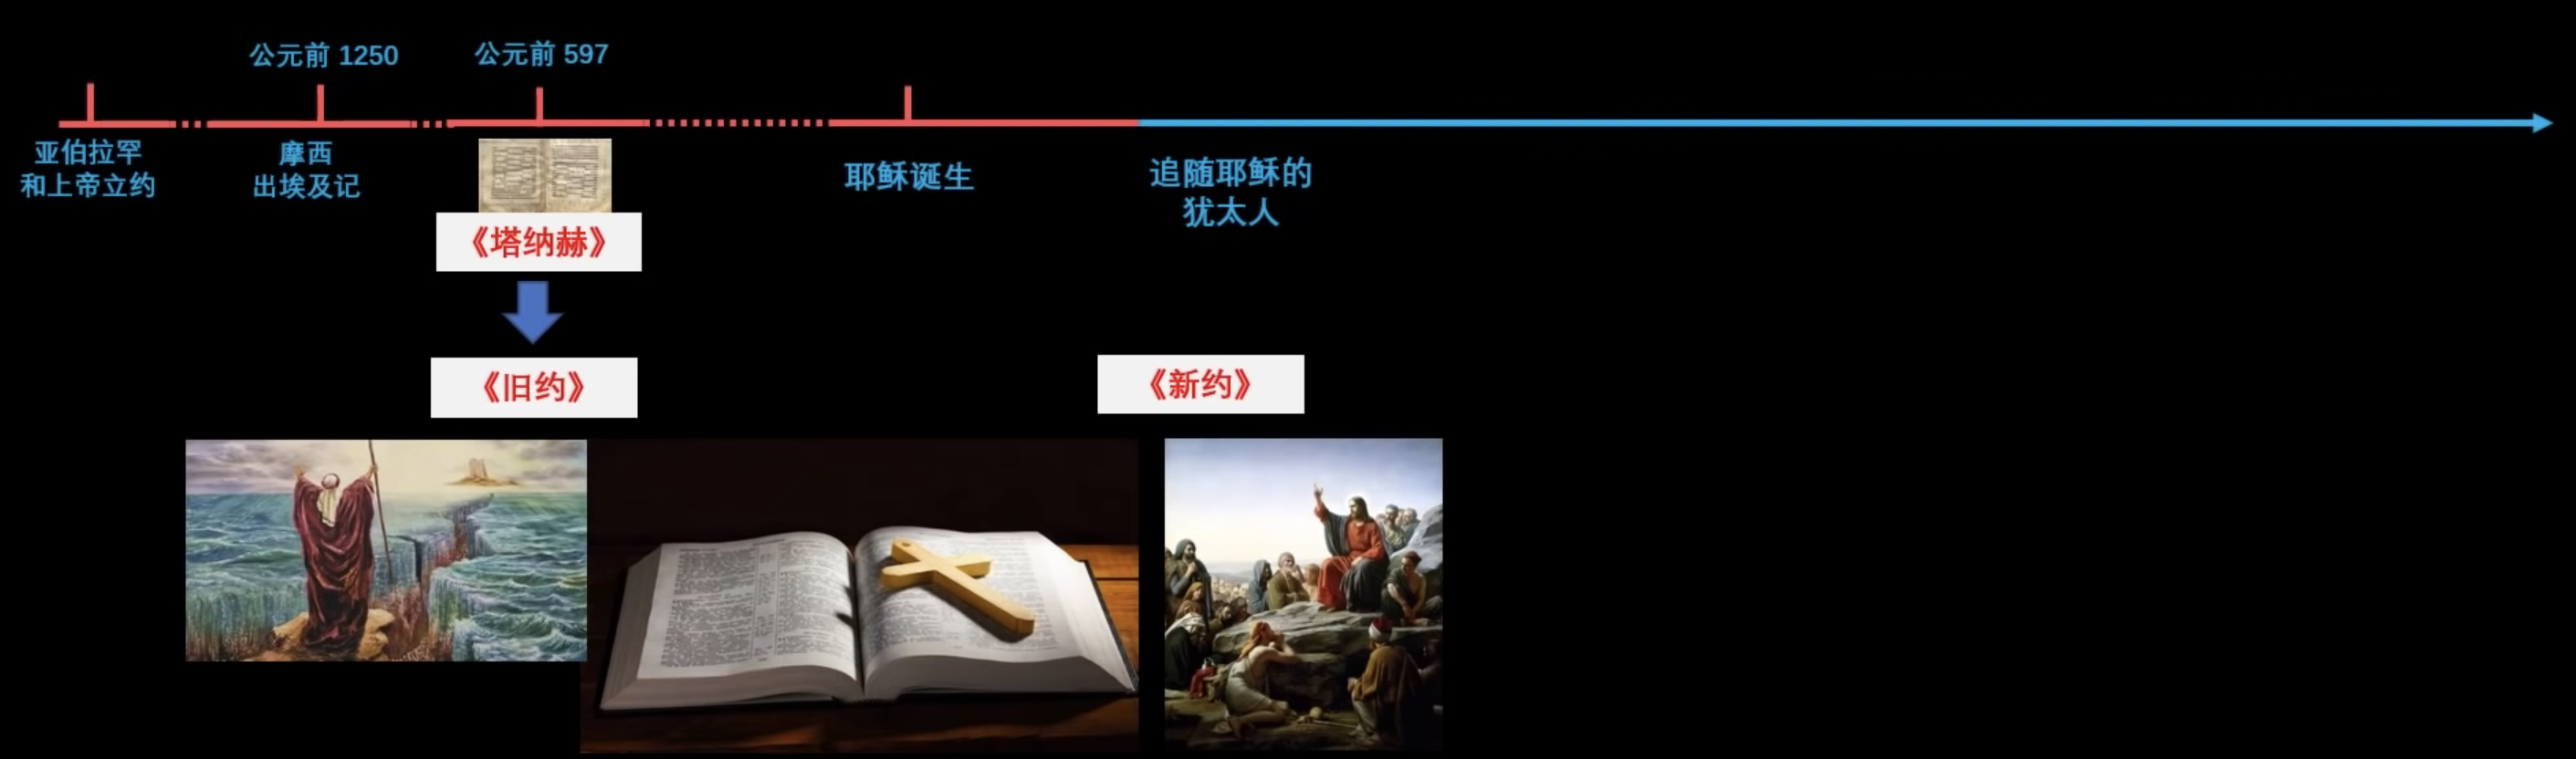 公元前 1250
公元前 597
亚伯拉罕
和上帝立约
摩西
出埃及记
耶稣诞生
追随耶稣的
犹太人
《塔纳赫》
《旧约》
《新约》